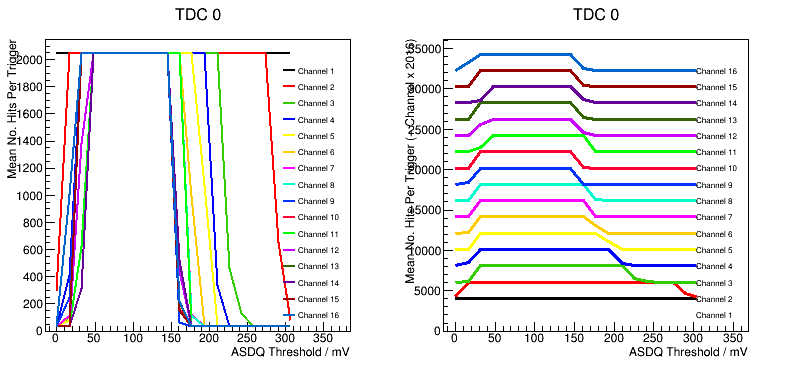 TDC 0
Mean No. Hits Per Trigger
2000
1800
1600
1400
1200
1000
800
600
400
200
0
0 50 100 150 200 250 300 350
ASDQ Threshold / mV
Channel 1
Channel 2
Channel 3
Channel 4
Channel 5
Channel 6
Channel 7
Channel 8
Channel 9
Channel 10
Channel 11
Channel 12
Channel 13
Channel 14
Channel 15
Channel 16
TDC 0
Mean No. Hits Per Trigger (+ Channel x
35000
30000
25000
20000
15000
10000
5000
0
0 50 100 150 200 250 300 350
ASDQ Threshold / mV
Channel 16
Channel 15
Channel 14
Channel 13
Channel 12
Channel 11
Channel 10
Channel 9
Channel 8
Channel 7
Channel 6
Channel 5
Channel 4
Channel 3
Channel 2
Channel 1